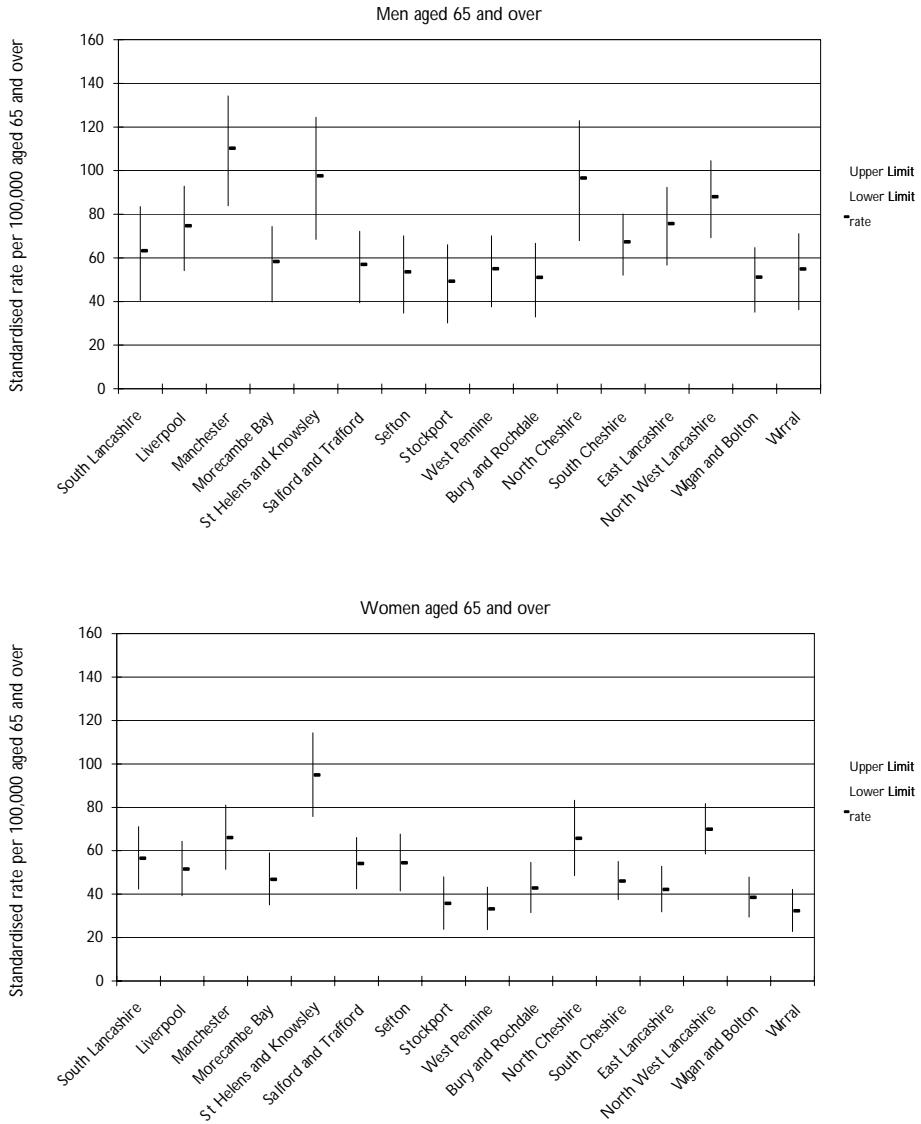 Men aged 65 and over
Standardised rate per 100,000 aged 65 and over
160
140
120
100
80
60
40
20
0
South Lancashire
Liverpool
Manchester
Morecambe Bay
St Helens and Knowsley
Salford and Trafford
Sefton
Stockport
West Pennine
Bury and Rochdale
North Cheshire
South Cheshire
East Lancashire
North West Lancashire
Wigan and Bolton
Wirral
Upper Limit
Lower Limit
rate
Women aged 65 and over
Standardised rate per 100,000 aged 65 and over
160
140
120
100
80
60
40
20
0
South Lancashire
Liverpool
Manchester
Morecambe Bay
St Helens and Knowsley
Salford and Trafford
Sefton
Stockport
West Pennine
Bury and Rochdale
North Cheshire
South Cheshire
East Lancashire
North West Lancashire
Wigan and Bolton
Wirral
Upper Limit
Lower Limit
rate